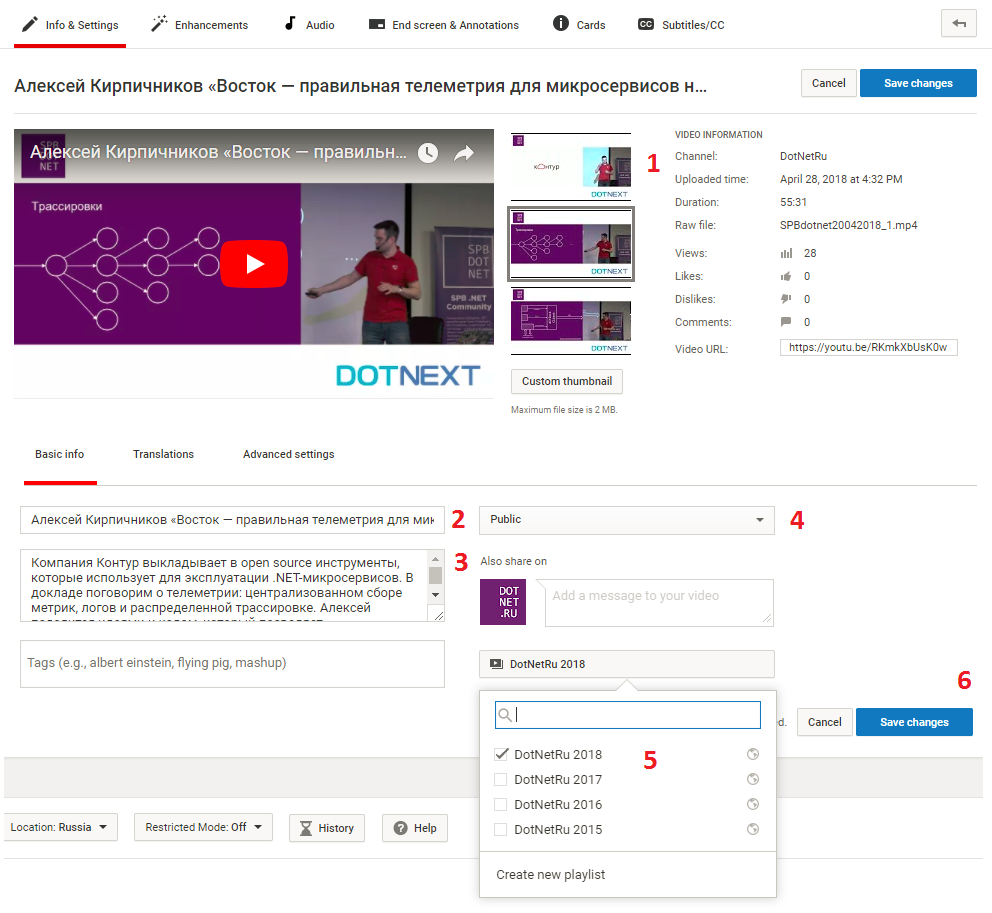 Info & Settings
Enhancements
Audio
End screen & Annotations
Cards
CC Subtitles/CC
Алексей Кирпичников «Восток — правильная телеметрия для микросервисов н...
Cancel
Save changes
SPB DOT NET
Алексей Кирпичников «Восток — правильн...
Трассировки
SPB
DOT
NET
SPB .NET
Community
DOTNEXT
контур
DOTNEXT
Трассировки
DOTNEXT
DOTNEXT
Custom thumbnail
Maximum file size is 2 MB.
1
VIDEO INFORMATION
Channel: DotNetRu
Uploaded time: April 28, 2018 at 4:32 PM
Duration: 55:31
Raw file: SPBdotnet20042018_1.mp4
Views: 28
Likes: 0
Dislikes: 0
Comments: 0
Video URL: https://youtu.be/RKmkXbUsK0w
Basic info
Translations
Advanced settings
Алексей Кирпичников «Восток — правильная телеметрия для мик
2
Public
4
Компания Контур выкладывает в open source инструменты,
которые использует для эксплуатации .NET-микросервисов. В
докладе поговорим о телеметрии: централизованном сборе
метрик, логов и распределенной трассировке. Алексей
3
Also share on
DOT
NET
.RU
Add a message to your video
Tags (e.g., albert einstein, flying pig, mashup)
DotNetRu 2018
6
DotNetRu 2018
DotNetRu 2017
DotNetRu 2016
DotNetRu 2015
5
Create new playlist
d.
Cancel
Save changes
Location: Russia
Restricted Mode: Off
History
Help